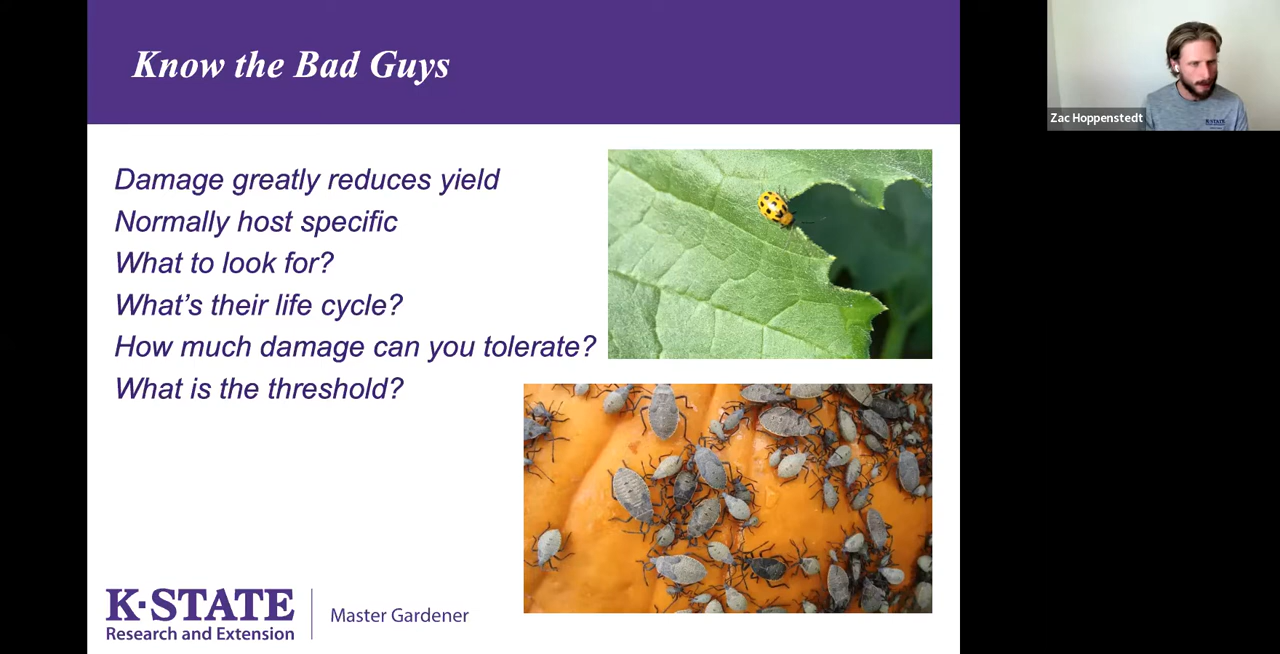 Know the Bad Guys
Damage greatly reduces yield
Normally host specific
What to look for?
What's their life cycle?
How much damage can you tolerate?
What is the threshold?
K-STATE
Research and Extension
Master Gardener
Zac Hoppenstedt
K-STATE